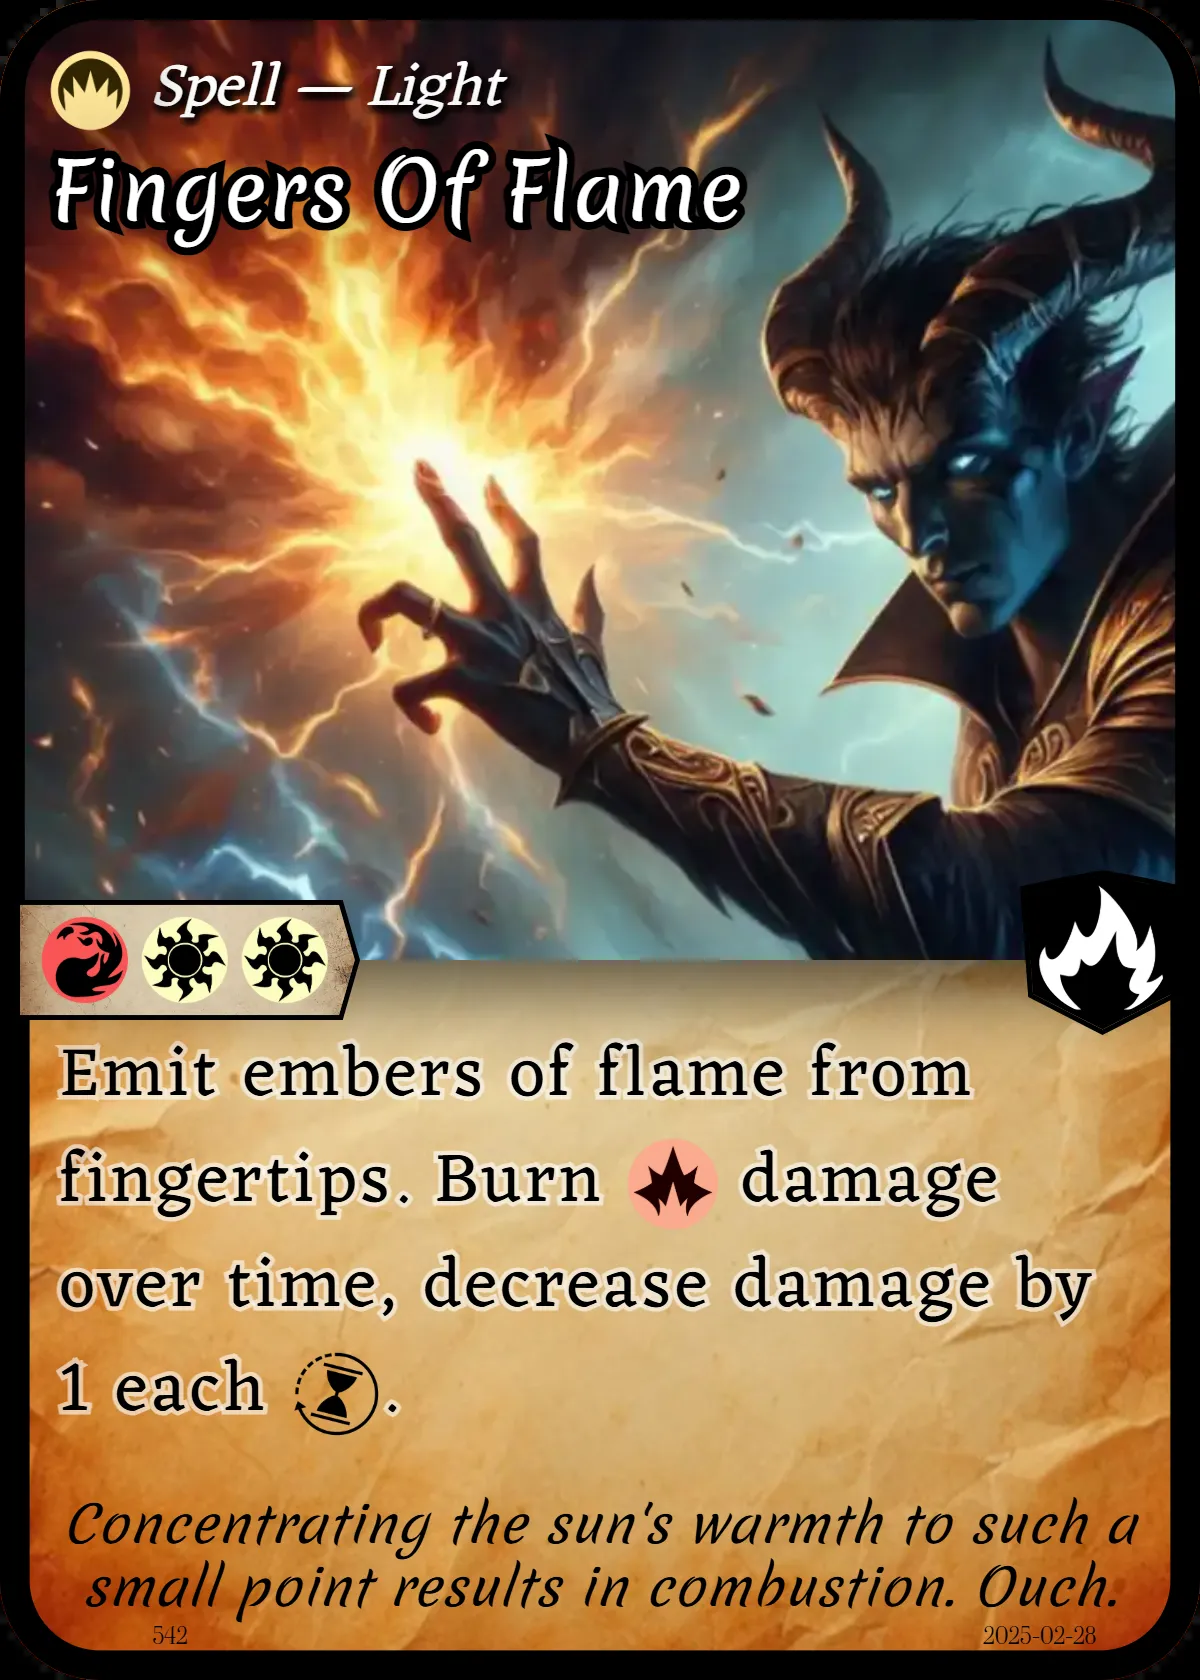 Spell — Light
Fingers Of Flame
Emit embers of flame from
fingertips. Burn damage
over time, decrease damage by
1 each .
Concentrating the sun's warmth to such a
small point results in combustion. Ouch.
542
2025-02-28